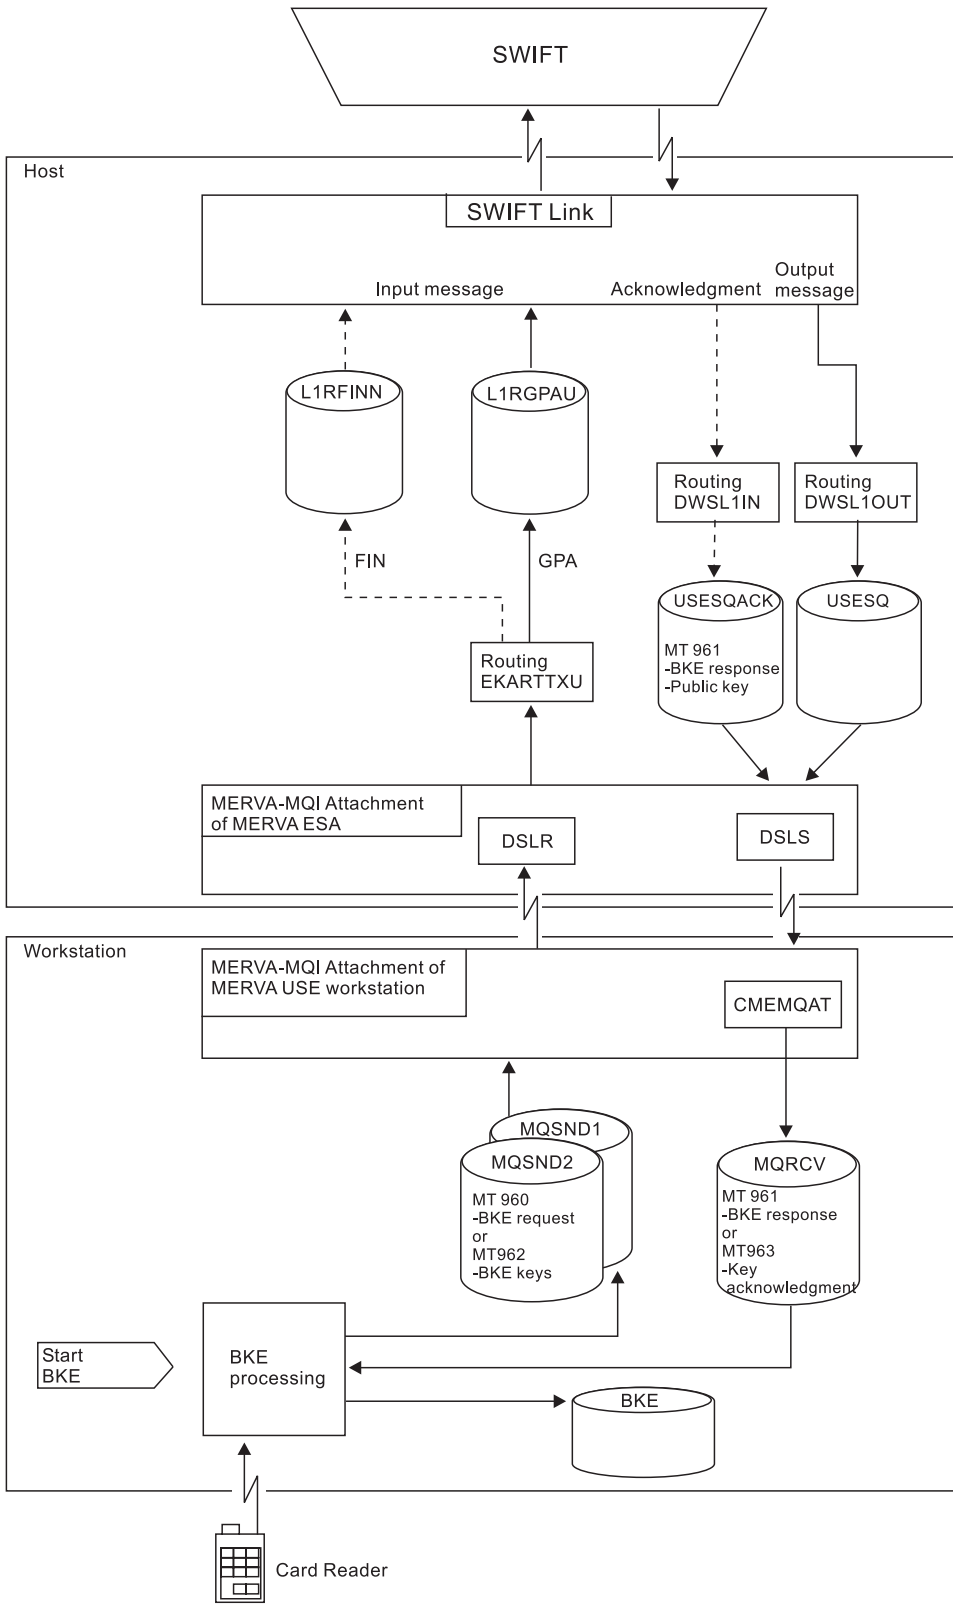 SWIFT
Host
SWIFT Link
Input message
Acknowledgment
Output
message
L1RFINN
L1RGPAU
Routing
DWSL1IN
Routing
DWSL1OUT
FIN
GPA
USESQACK
MT 961
-BKE response
-Public key
USESQ
Routing
EKARTTXU
MERVA-MQI Attachment
of MERVA ESA
DSLR
DSLS
Workstation
MERVA-MQI Attachment of
MERVA USE workstation
CMEMQAT
MQSND1
MQSND2
MT 960
-BKE request
or
MT962
-BKE keys
MQRCV
MT 961
-BKE response
or
MT963
-Key
acknowledgment
Start
BKE
BKE
processing
BKE
Card Reader